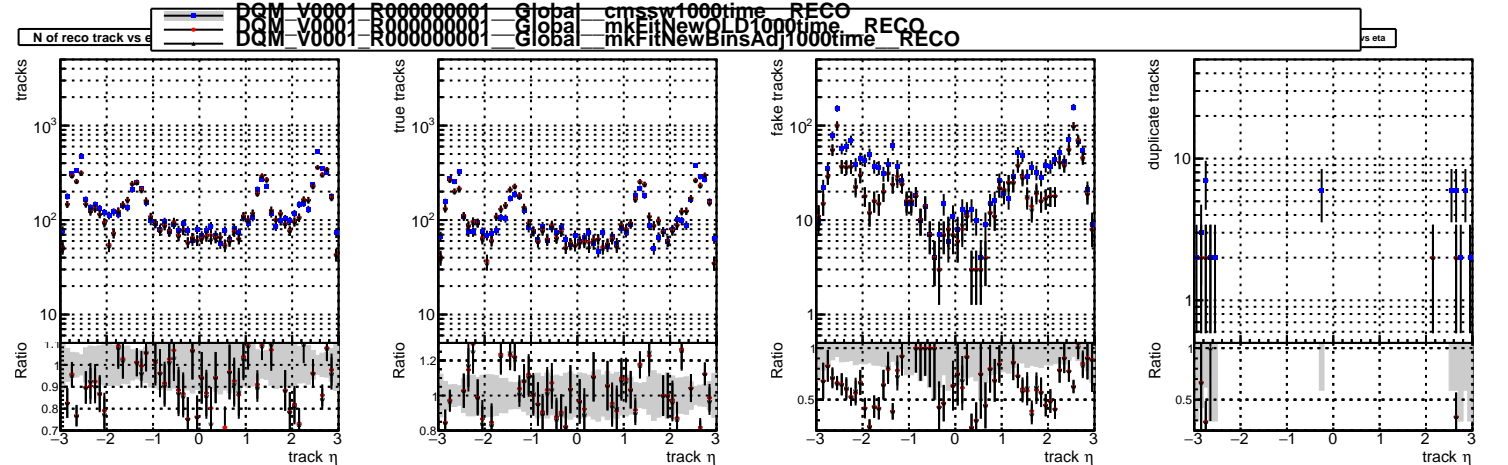 DQM_V0001_R000000001__Global__cmssw1000time__RECO
DQM_V0001_R000000001__Global__mkFitNewOLD1000time__RECO
DQM_V0001_R000000001__Global__mkFitNewBinsAdj1000time__RECO
N of reco track vs
vs eta
tracks
10³
10²
10
Ratio
1.1
1
0.9
0.8
0.7
−3 −2 −1 0 1 2 3
track η
true tracks
10³
10²
10
Ratio
1.2
1
0.8
−3 −2 −1 0 1 2 3
track η
fake tracks
10²
10
1
Ratio
1
0.5
−3 −2 −1 0 1 2 3
track η
duplicate tracks
10
1
Ratio
1
0.5
−3 −2 −1 0 1 2 3
track η